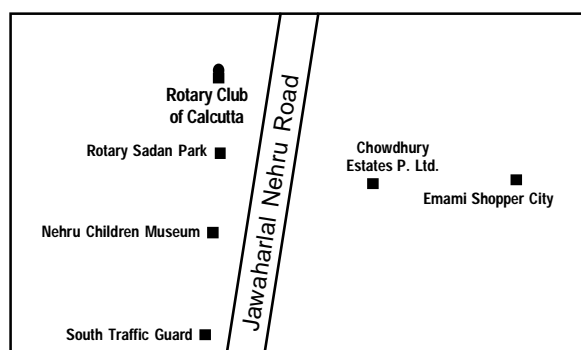 Rotary Club
of Calcutta
Rotary Sadan Park
Nehru Children Museum
South Traffic Guard
Jawaharlal Nehru Road
Chowdhury
Estates P. Ltd.
Emami Shopper City